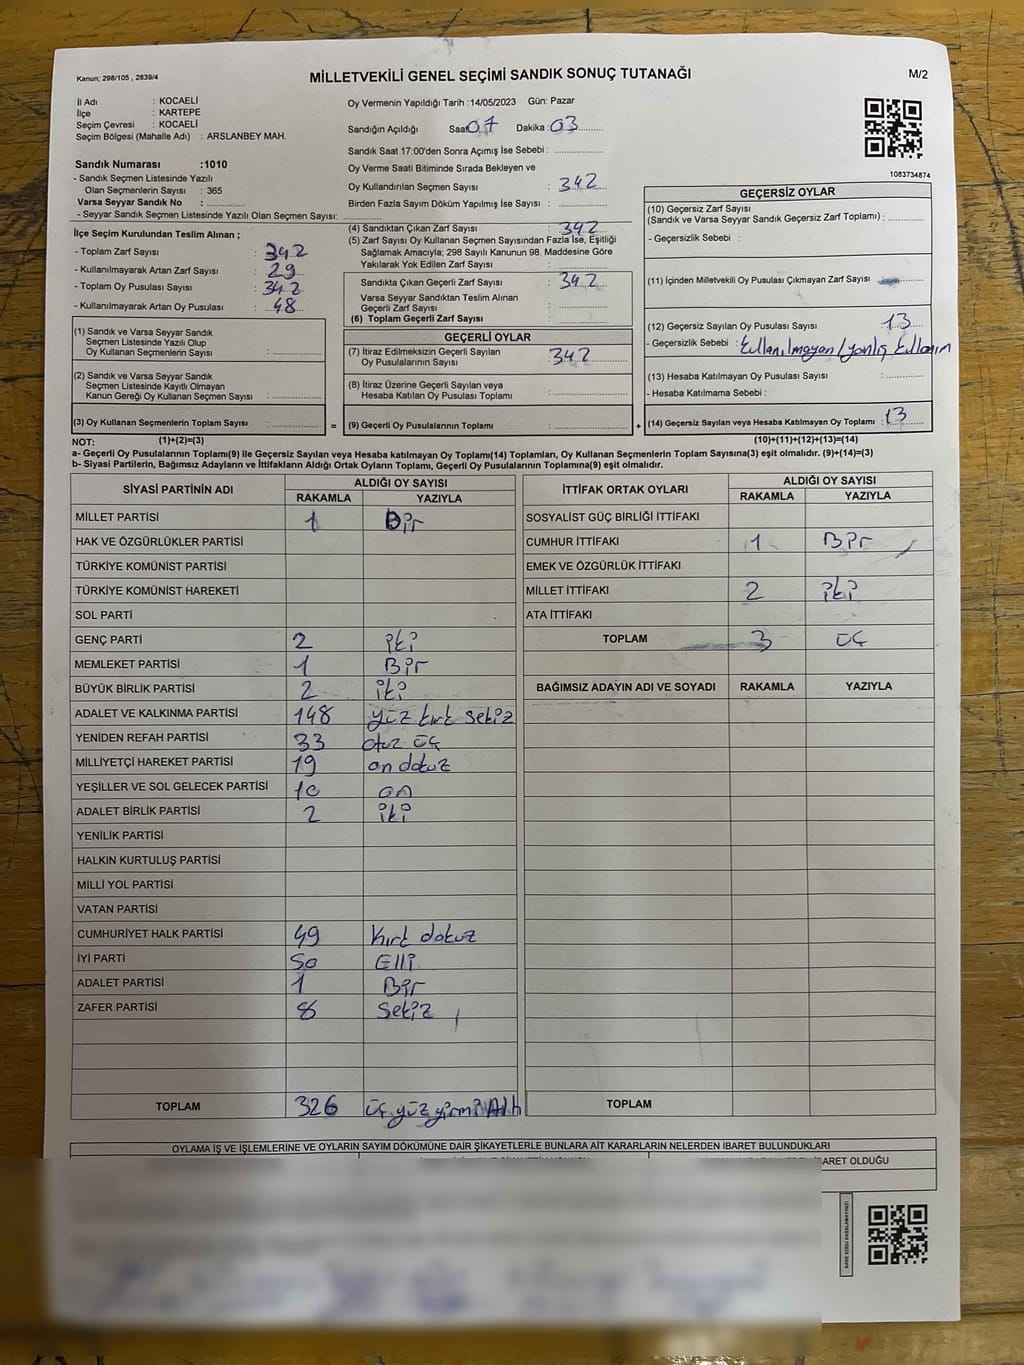 Kanun; 298/105 , 2839/4
MİLLETVEKİLİ GENEL SEÇİMİ SANDIK SONUÇ TUTANAĞI
M/2
İl Adı : KOCAELİ
İlçe : KARTEPE
Seçim Çevresi : KOCAELİ
Seçim Bölgesi (Mahalle Adı) : ARSLANBEY MAH.
Sandık Numarası :1010
- Sandık Seçmen Listesinde Yazılı
Olan Seçmenlerin Sayısı : 365
Varsa Seyyar Sandık No :
- Seyyar Sandık Seçmen Listesinde Yazılı Olan Seçmen Sayısı:
Oy Vermenin Yapıldığı Tarih :14/05/2023 Gün: Pazar
Sandığın Açıldığı Saat 07 Dakika : 03
Sandık Saat 17:00'den Sonra Açımış İse Sebebi :
Oy Verme Saati Bitiminde Sırada Bekleyen ve
Oy Kullandırılan Seçmen Sayısı : 342
Birden Fazla Sayım Döküm Yapılmış İse Sayısı :
1083734874
İlçe Seçim Kurulundan Teslim Alınan ;
- Toplam Zarf Sayısı : 342
- Kullanılmayarak Artan Zarf Sayısı : 29
- Toplam Oy Pusulası Sayısı : 342
- Kullanılmayarak Artan Oy Pusulası : 48
(4) Sandıktan Çıkan Zarf Sayısı : 342
(5) Zarf Sayısı Oy Kullanan Seçmen Sayısından Fazla İse, Eşitliği
Sağlamak Amacıyla; 298 Sayılı Kanunun 98. Maddesine Göre
Yakılarak Yok Edilen Zarf Sayısı :
Sandıkta Çıkan Geçerli Zarf Sayısı : 342
Varsa Seyyar Sandıktan Teslim Alınan
Geçerli Zarf Sayısı :
(6) Toplam Geçerli Zarf Sayısı :
GEÇERSİZ OYLAR
(10) Geçersiz Zarf Sayısı
(Sandık ve Varsa Seyyar Sandık Geçersiz Zarf Toplamı) :
- Geçersizlik Sebebi :
(11) İçinden Milletvekili Oy Pusulası Çıkmayan Zarf Sayısı :
(12) Geçersiz Sayılan Oy Pusulası Sayısı : 13
- Geçersizlik Sebebi : Kullanılmayan/yanlış kullanım
(13) Hesaba Katılmayan Oy Pusulası Sayısı :
- Hesaba Katılmama Sebebi :
(14) Geçersiz Sayılan veya Hesaba Katılmayan Oy Toplamı : 13
(1) Sandık ve Varsa Seyyar Sandık
Seçmen Listesinde Yazılı Olup
Oy Kullanan Seçmenlerin Sayısı :
(2) Sandık ve Varsa Seyyar Sandık
Seçmen Listesinde Kayıtlı Olmayan
Kanun Gereği Oy Kullanan Seçmen Sayısı :
(3) Oy Kullanan Seçmenlerin Toplam Sayısı :
GEÇERLİ OYLAR
(7) İtiraz Edilmeksizin Geçerli Sayılan
Oy Pusulalarının Sayısı : 342
(8) İtiraz Üzerine Geçerli Sayılan veya
Hesaba Katılan Oy Pusulası Toplamı :
= (9) Geçerli Oy Pusulalarının Toplamı : +
NOT: (1)+(2)=(3) (10)+(11)+(12)+(13)=(14)
a- Geçerli Oy Pusulalarının Toplamı(9) ile Geçersiz Sayılan veya Hesaba katılmayan Oy Toplamı(14) Toplamları, Oy Kullanan Seçmenlerin Toplam Sayısına(3) eşit olmalıdır. (9)+(14)=(3)
b- Siyasi Partilerin, Bağımsız Adayların ve İttifakların Aldığı Ortak Oyların Toplamı, Geçerli Oy Pusulalarının Toplamına(9) eşit olmalıdır.
SİYASİ PARTİNİN ADI ALDIĞI OY SAYISI
RAKAMLA YAZIYLA
MİLLET PARTİSİ 1 Bir
HAK VE ÖZGÜRLÜKLER PARTİSİ
TÜRKİYE KOMÜNİST PARTİSİ
TÜRKİYE KOMÜNİST HAREKETİ
SOL PARTİ
GENÇ PARTİ 2 iki
MEMLEKET PARTİSİ 1 Bir
BÜYÜK BİRLİK PARTİSİ 2 iki
ADALET VE KALKINMA PARTİSİ 148 yüz kırk sekiz
YENİDEN REFAH PARTİSİ 33 otuz üç
MİLLİYETÇİ HAREKET PARTİSİ 19 on dokuz
YEŞİLLER VE SOL GELECEK PARTİSİ 10 on
ADALET BİRLİK PARTİSİ 2 iki
YENİLİK PARTİSİ
HALKIN KURTULUŞ PARTİSİ
MİLLİ YOL PARTİSİ
VATAN PARTİSİ
CUMHURİYET HALK PARTİSİ 49 kırk dokuz
İYİ PARTİ 50 Elli
ADALET PARTİSİ 1 Bir
ZAFER PARTİSİ 8 Sekiz
TOPLAM 326 üç yüz yirmi Altı
İTTİFAK ORTAK OYLARI ALDIĞI OY SAYISI
RAKAMLA YAZIYLA
SOSYALİST GÜÇ BİRLİĞİ İTTİFAKI
CUMHUR İTTİFAKI 1 Bir
EMEK VE ÖZGÜRLÜK İTTİFAKI
MİLLET İTTİFAKI 2 iki
ATA İTTİFAKI
TOPLAM 3 üç
BAĞIMSIZ ADAYIN ADI VE SOYADI RAKAMLA YAZIYLA
TOPLAM
OYLAMA İŞ VE İŞLEMLERİNE VE OYLARIN SAYIM DÖKÜMÜNE DAİR ŞİKAYETLERLE BUNLARA AİT KARARLARIN NELERDEN İBARET BULUNDUKLARI
İBARET OLDUĞU